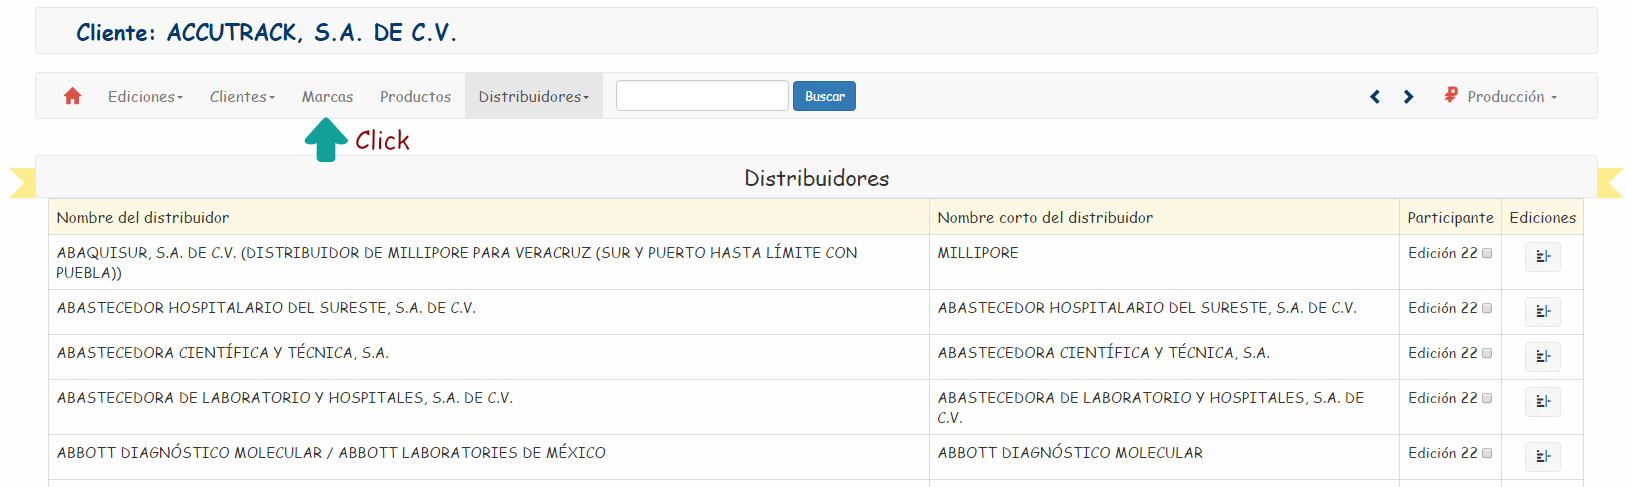 Cliente: ACCUTRACK, S.A. DE C.V.
Ediciones Clientes Marcas Productos Distribuidores Buscar Producción
Click
Distribuidores
Nombre del distribuidor Nombre corto del distribuidor Participante Ediciones
ABAQUISUR, S.A. DE C.V. (DISTRIBUIDOR DE MILLIPORE PARA VERACRUZ (SUR Y PUERTO HASTA LÍMITE CON MILLIPORE Edición 22
PUEBLA))
ABASTECEDOR HOSPITALARIO DEL SURESTE, S.A. DE C.V. ABASTECEDOR HOSPITALARIO DEL SURESTE, S.A. DE C.V. Edición 22
ABASTECEDORA CIENTÍFICA Y TÉCNICA, S.A. ABASTECEDORA CIENTÍFICA Y TÉCNICA, S.A. Edición 22
ABASTECEDORA DE LABORATORIO Y HOSPITALES, S.A. DE C.V. ABASTECEDORA DE LABORATORIO Y HOSPITALES, S.A. DE Edición 22
C.V.
ABBOTT DIAGNÓSTICO MOLECULAR / ABBOTT LABORATORIES DE MÉXICO ABBOTT DIAGNÓSTICO MOLECULAR Edición 22